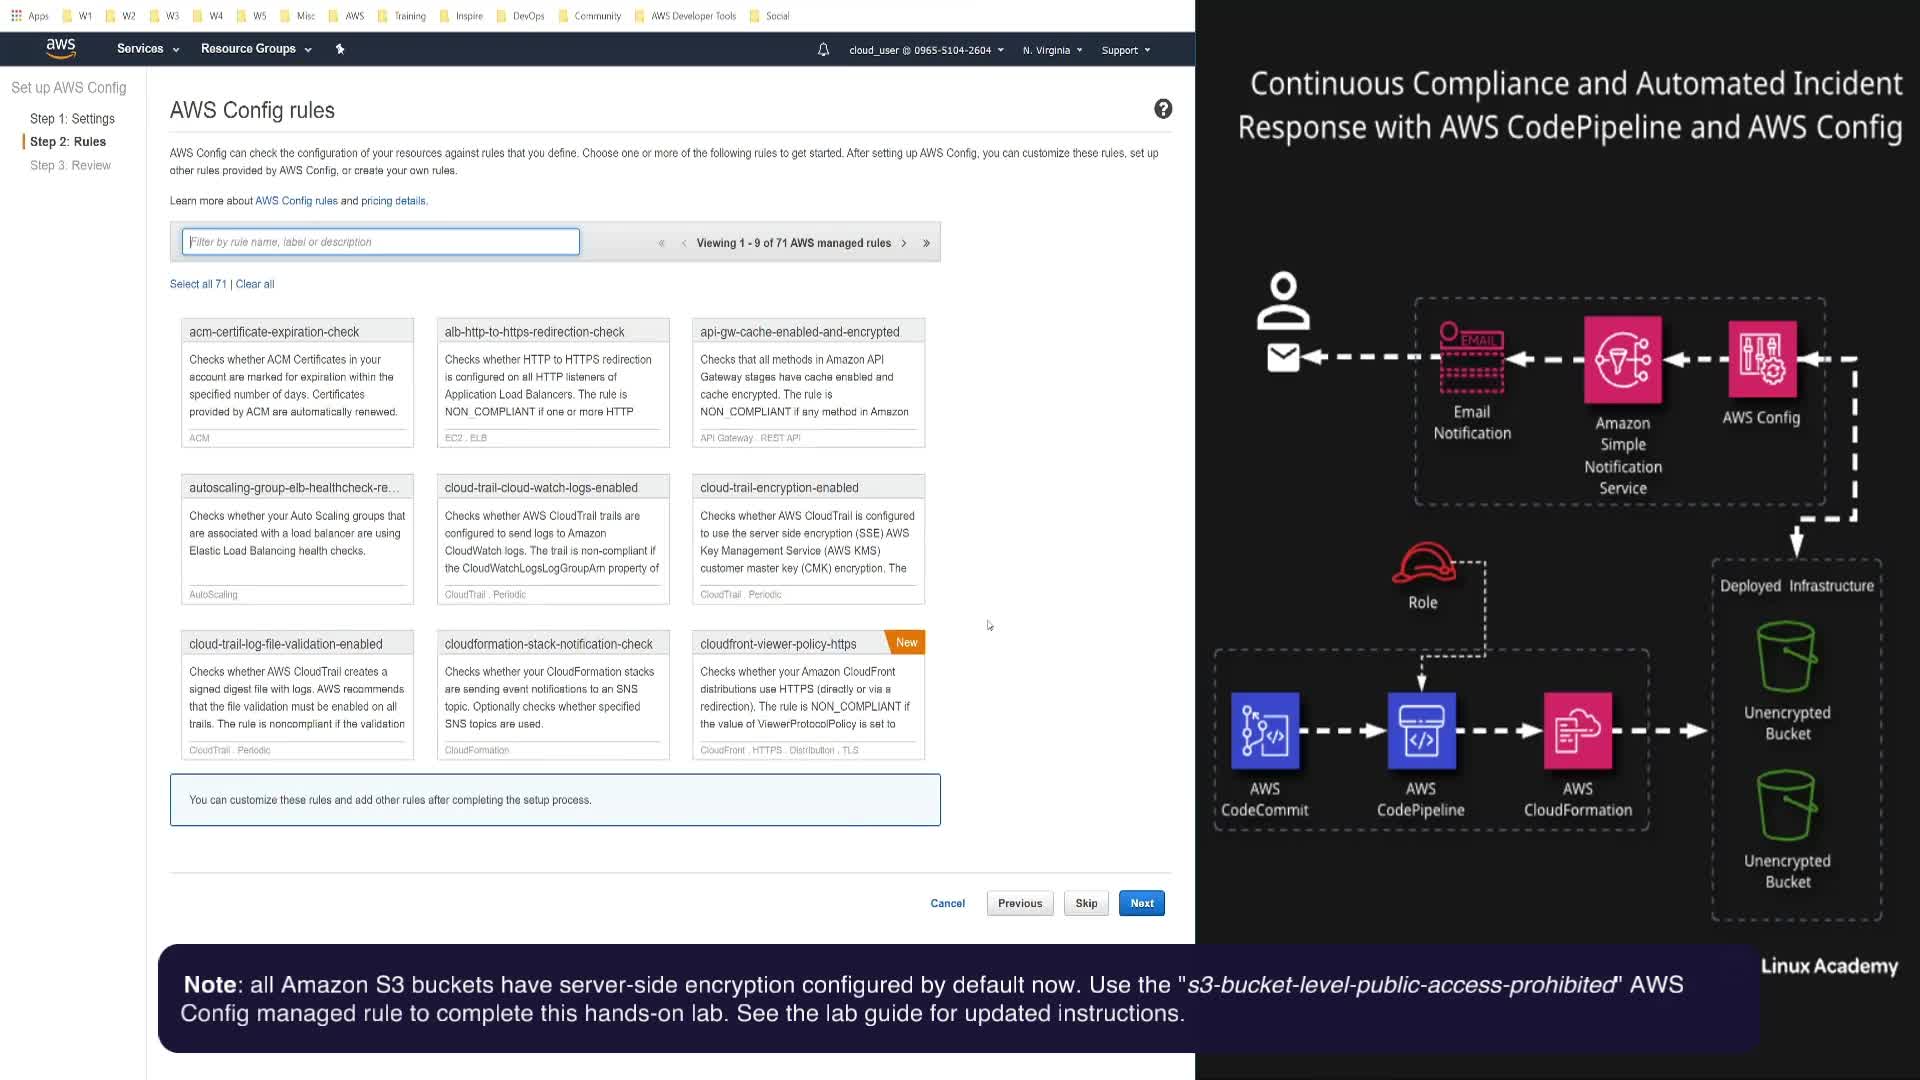 Apps W1 W2 W3 W4 W5 Misc AWS Training Inspire DevOps Community AWS Developer Tools Social
aws Services Resource Groups cloud_user @ 0965-5104-2604 N. Virginia Support
Set up AWS Config
Step 1: Settings
Step 2: Rules
Step 3: Review
AWS Config rules
?
AWS Config can check the configuration of your resources against rules that you define. Choose one or more of the following rules to get started. After setting up AWS Config, you can customize these rules, set up
other rules provided by AWS Config, or create your own rules.
Learn more about AWS Config rules and pricing details.
Filter by rule name, label or description
« ‹ Viewing 1 - 9 of 71 AWS managed rules › »
Select all 71 | Clear all
acm-certificate-expiration-check
Checks whether ACM Certificates in your
account are marked for expiration within the
specified number of days. Certificates
provided by ACM are automatically renewed.
ACM
alb-http-to-https-redirection-check
Checks whether HTTP to HTTPS redirection
is configured on all HTTP listeners of
Application Load Balancers. The rule is
NON_COMPLIANT if one or more HTTP
EC2 . ELB
api-gw-cache-enabled-and-encrypted
Checks that all methods in Amazon API
Gateway stages have cache enabled and
cache encrypted. The rule is
NON_COMPLIANT if any method in Amazon
API Gateway . REST API
autoscaling-group-elb-healthcheck-re...
Checks whether your Auto Scaling groups that
are associated with a load balancer are using
Elastic Load Balancing health checks.
AutoScaling
cloud-trail-cloud-watch-logs-enabled
Checks whether AWS CloudTrail trails are
configured to send logs to Amazon
CloudWatch logs. The trail is non-compliant if
the CloudWatchLogsLogGroupArn property of
CloudTrail . Periodic
cloud-trail-encryption-enabled
Checks whether AWS CloudTrail is configured
to use the server side encryption (SSE) AWS
Key Management Service (AWS KMS)
customer master key (CMK) encryption. The
CloudTrail . Periodic
cloud-trail-log-file-validation-enabled
Checks whether AWS CloudTrail creates a
signed digest file with logs. AWS recommends
that the file validation must be enabled on all
trails. The rule is noncompliant if the validation
CloudTrail . Periodic
cloudformation-stack-notification-check
Checks whether your CloudFormation stacks
are sending event notifications to an SNS
topic. Optionally checks whether specified
SNS topics are used.
CloudFormation
cloudfront-viewer-policy-https New
Checks whether your Amazon CloudFront
distributions use HTTPS (directly or via a
redirection). The rule is NON_COMPLIANT if
the value of ViewerProtocolPolicy is set to
CloudFront . HTTPS . Distribution . TLS
You can customize these rules and add other rules after completing the setup process.
Cancel Previous Skip Next
Continuous Compliance and Automated Incident
Response with AWS CodePipeline and AWS Config
EMAIL
Email
Notification
Amazon
Simple
Notification
Service
AWS Config
Role
Deployed Infrastructure
Unencrypted
Bucket
Unencrypted
Bucket
AWS
CodeCommit
AWS
CodePipeline
AWS
CloudFormation
Linux Academy
Note: all Amazon S3 buckets have server-side encryption configured by default now. Use the "s3-bucket-level-public-access-prohibited" AWS
Config managed rule to complete this hands-on lab. See the lab guide for updated instructions.